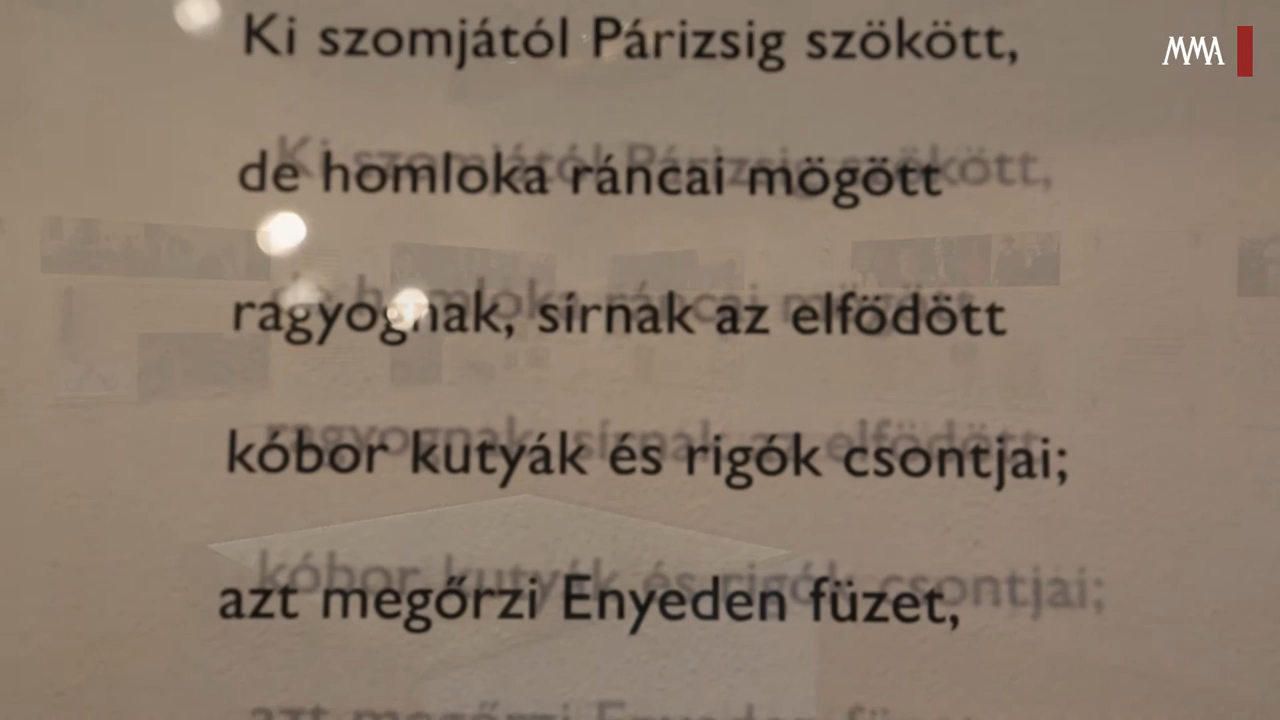 Ki szomjától Párizsig szökött,
MMA
de homloka ráncai mögött
ragyognak, sírnak az elfödött
kóbor kutyák és rigók csontjai;
azt megőrzi Enyeden füzet,